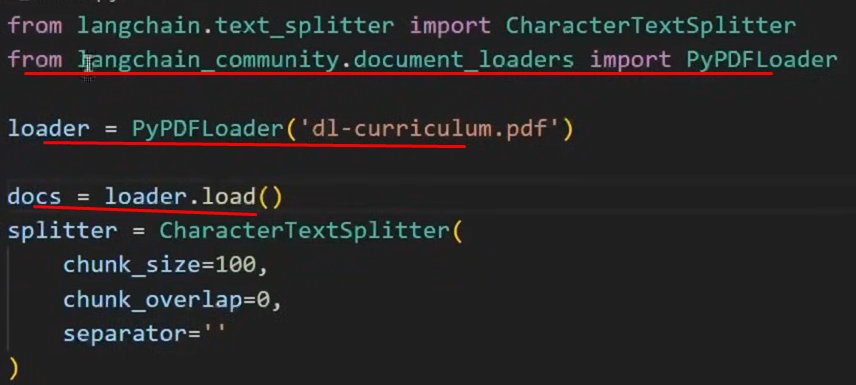 from langchain.text_splitter import CharacterTextSplitter
from langchain_community.document_loaders import PyPDFLoader
loader = PyPDFLoader('dl-curriculum.pdf')
docs = loader.load()
splitter = CharacterTextSplitter(
chunk_size=100,
chunk_overlap=0,
separator=''
)